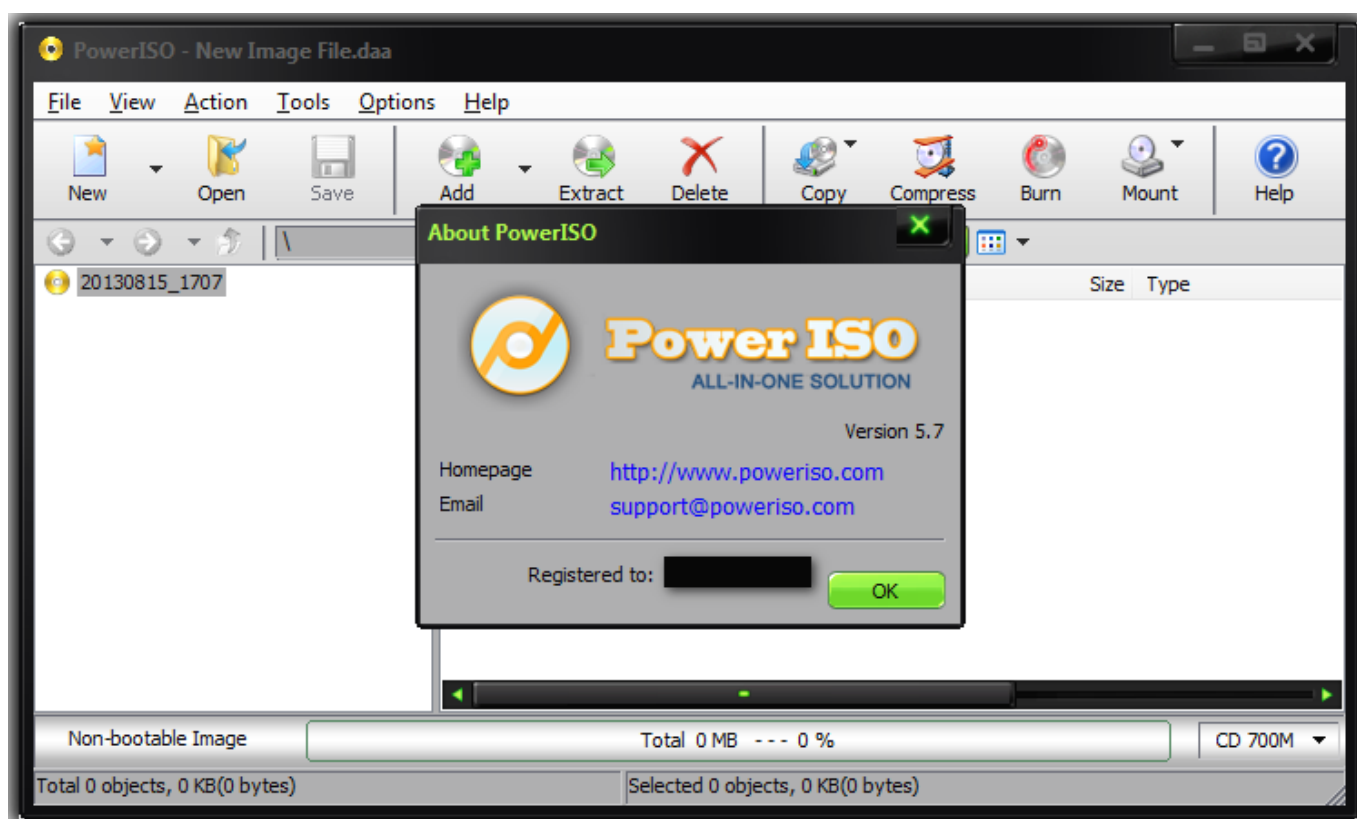 PowerISO - New Image File.daa
File View Action Tools Options Help
New Open Save Add Extract Delete Copy Compress Burn Mount Help
\
About PowerISO
20130815_1707
Size Type
Power ISO
ALL-IN-ONE SOLUTION
Version 5.7
Homepage http://www.poweriso.com
Email support@poweriso.com
Registered to:
OK
Non-bootable Image Total 0 MB --- 0 % CD 700M
Total 0 objects, 0 KB(0 bytes) Selected 0 objects, 0 KB(0 bytes)